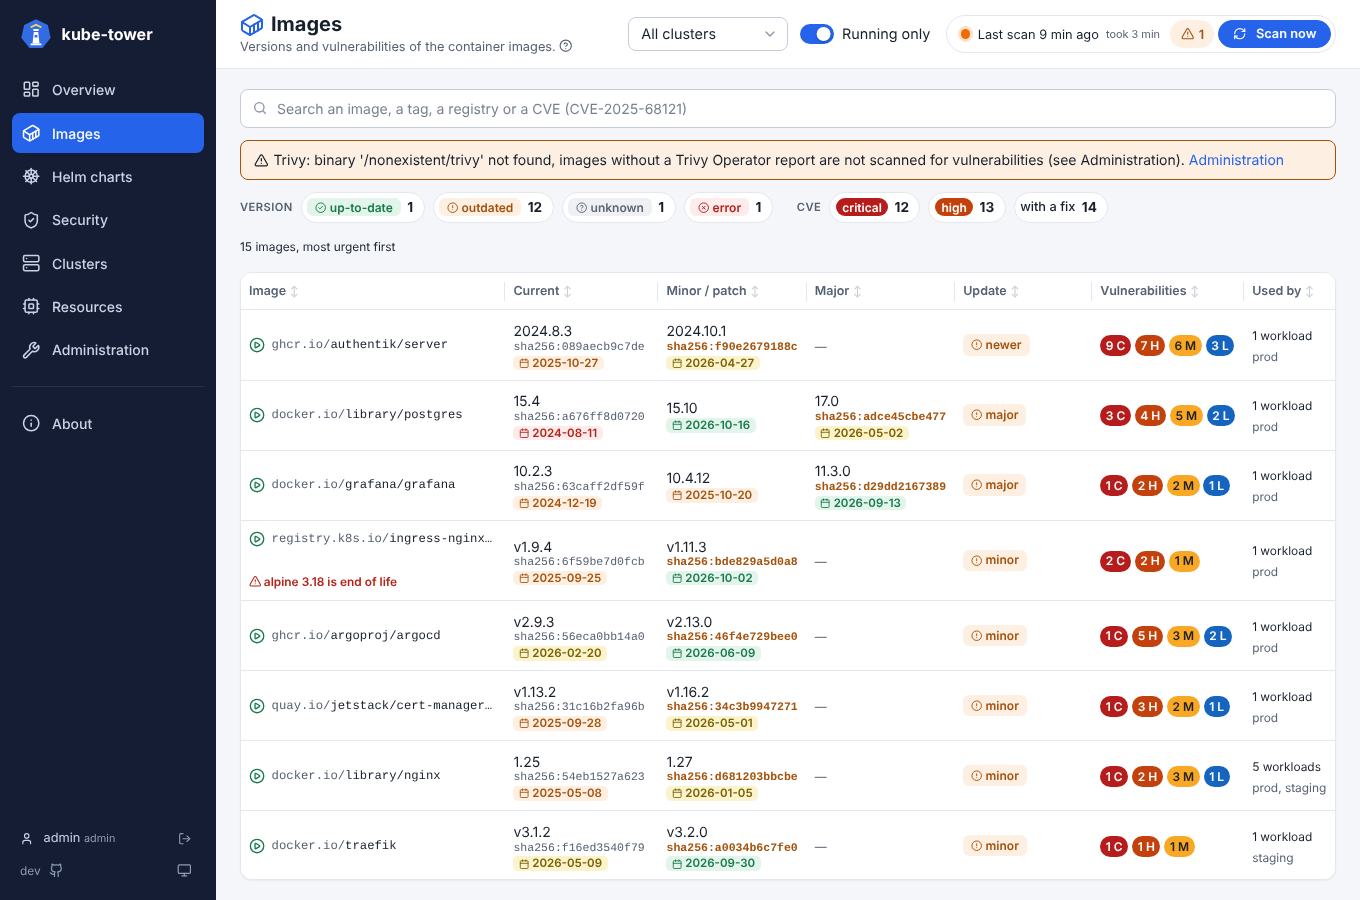 kube-tower
Overview
Images
Helm charts
Security
Clusters
Resources
Administration
About
admin admin
dev
Images
Versions and vulnerabilities of the container images.
All clusters
Running only
Last scan 9 min ago took 3 min
1
Scan now
Search an image, a tag, a registry or a CVE (CVE-2025-68121)
Trivy: binary '/nonexistent/trivy' not found, images without a Trivy Operator report are not scanned for vulnerabilities (see Administration). Administration
VERSION up-to-date 1 outdated 12 unknown 1 error 1 CVE critical 12 high 13 with a fix 14
15 images, most urgent first
Image Current Minor / patch Major Update Vulnerabilities Used by
ghcr.io/authentik/server
2024.8.3
sha256:089aecb9c7de
2025-10-27
2024.10.1
sha256:f90e2679188c
2026-04-27
—
newer
9 C 7 H 6 M 3 L
1 workload
prod
docker.io/library/postgres
15.4
sha256:a676ff8d0720
2024-08-11
15.10
2026-10-16
17.0
sha256:adce45cbe477
2026-05-02
major
3 C 4 H 5 M 2 L
1 workload
prod
docker.io/grafana/grafana
10.2.3
sha256:63caff2df59f
2024-12-19
10.4.12
2025-10-20
11.3.0
sha256:d29dd2167389
2026-09-13
major
1 C 2 H 2 M 1 L
1 workload
prod
registry.k8s.io/ingress-nginx…
alpine 3.18 is end of life
v1.9.4
sha256:6f59be7d0fcb
2025-09-25
v1.11.3
sha256:bde829a5d0a8
2026-10-02
—
minor
2 C 2 H 1 M
1 workload
prod
ghcr.io/argoproj/argocd
v2.9.3
sha256:56eca0bb14a0
2026-02-20
v2.13.0
sha256:46f4e729bee0
2026-06-09
—
minor
1 C 5 H 3 M 2 L
1 workload
prod
quay.io/jetstack/cert-manager…
v1.13.2
sha256:31c16b2fa96b
2025-09-28
v1.16.2
sha256:34c3b9947271
2026-05-01
—
minor
1 C 3 H 2 M 1 L
1 workload
prod
docker.io/library/nginx
1.25
sha256:54eb1527a623
2025-05-08
1.27
sha256:d681203bbcbe
2026-01-05
—
minor
1 C 2 H 3 M 1 L
5 workloads
prod, staging
docker.io/traefik
v3.1.2
sha256:f16ed3540f79
2026-05-09
v3.2.0
sha256:a0034b6c7fe0
2026-09-30
—
minor
1 C 1 H 1 M
1 workload
staging